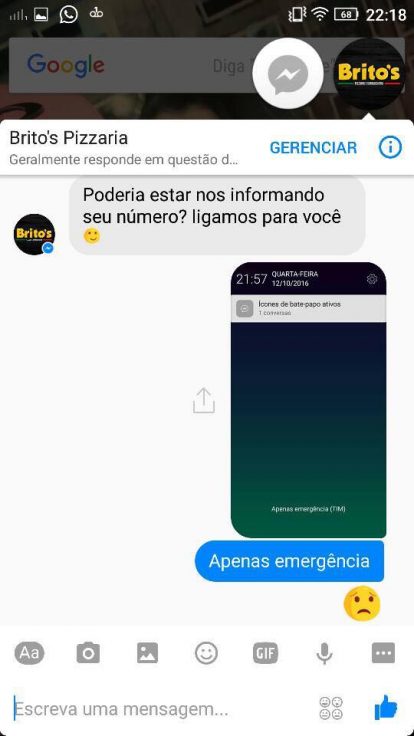 68 22:18
Google
Diga
Brito's
Brito's Pizzaria
Geralmente responde em questão d...
GERENCIAR
Poderia estar nos informando
seu número? ligamos para você
Brito's
21:57 QUARTA-FEIRA
12/10/2016
Ícones de bate-papo ativos
1 conversas
Apenas emergência (TIM)
Apenas emergência
Aa
GIF
Escreva uma mensagem...